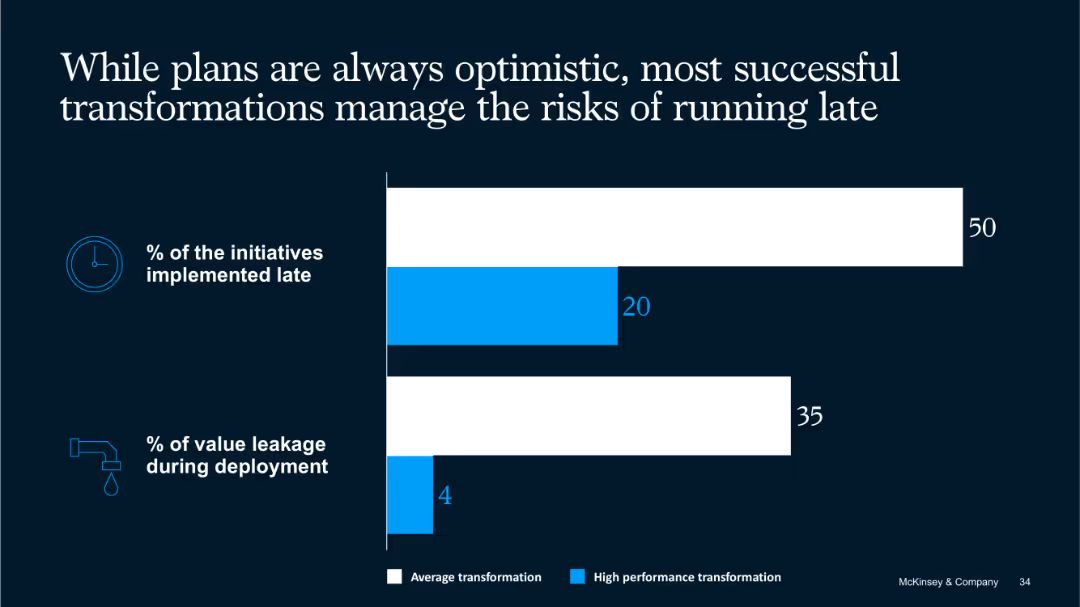 While plans are always optimistic, most successful
transformations manage the risks of running late
% of the initiatives
implemented late
50
20
% of value leakage
during deployment
35
4
Average transformation
High performance transformation
McKinsey & Company
34